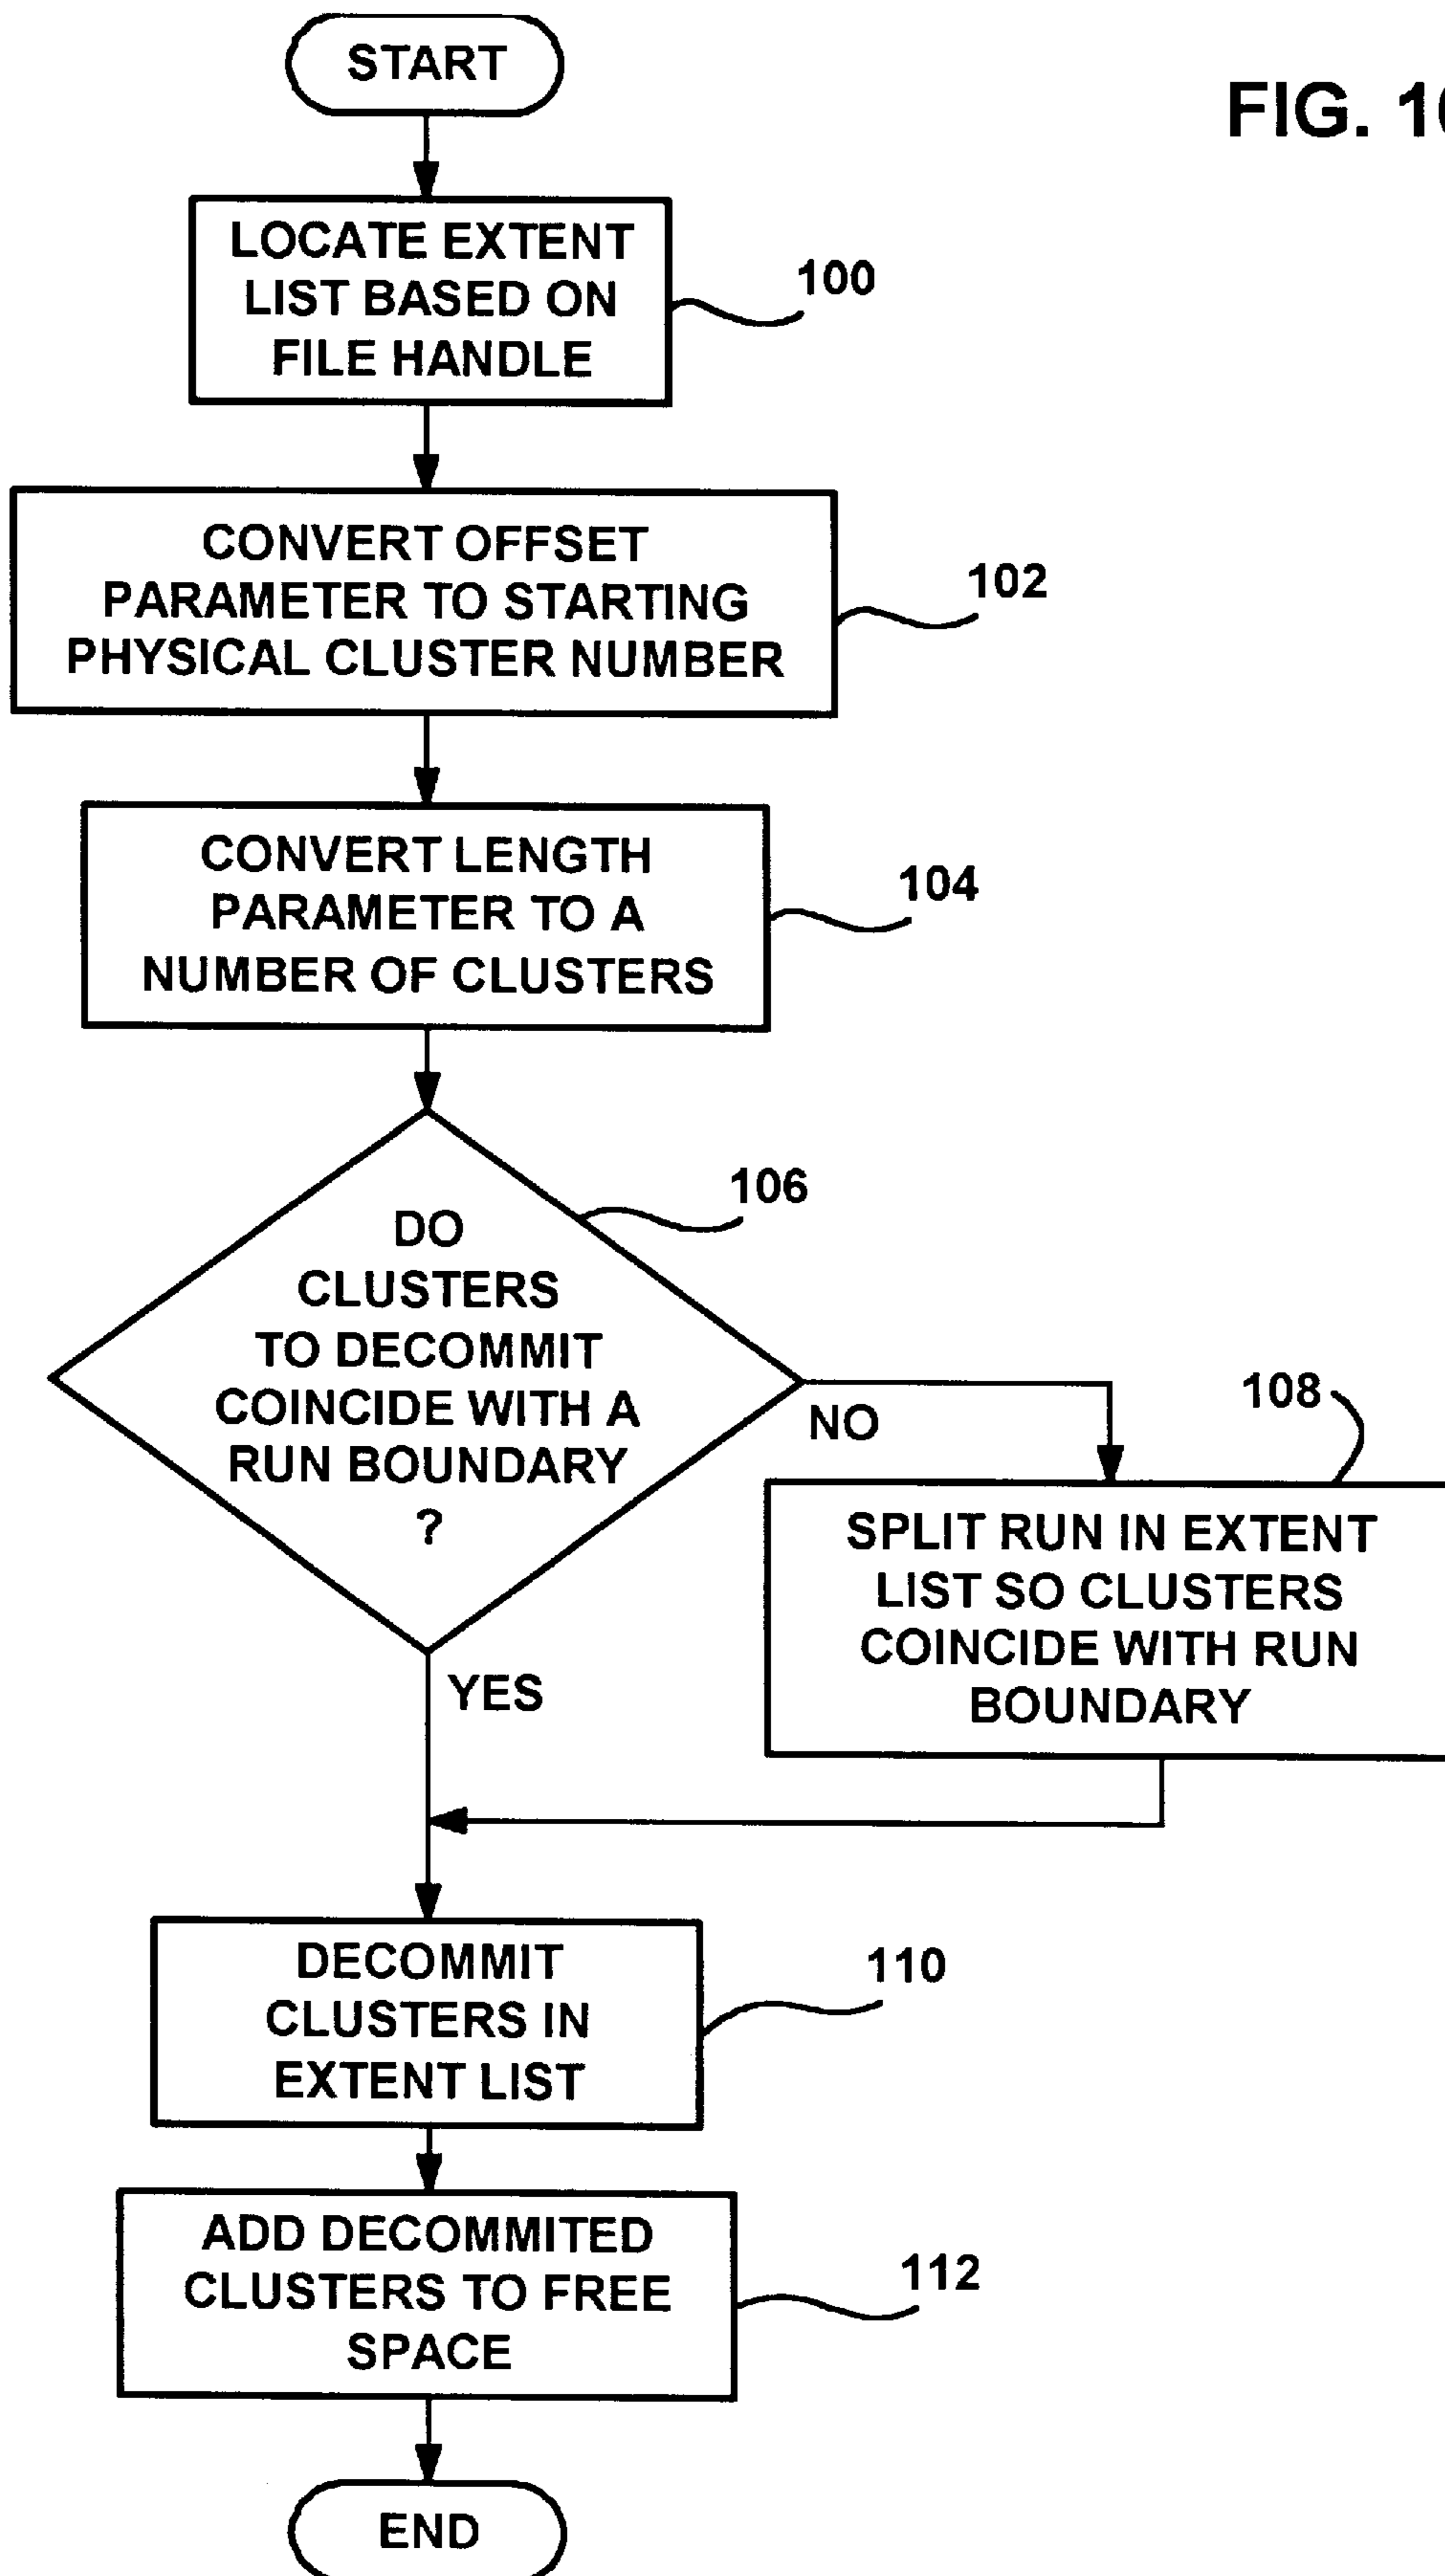 START
FIG. 10
LOCATE EXTENT
LIST BASED ON
FILE HANDLE
100
CONVERT OFFSET
PARAMETER TO STARTING
PHYSICAL CLUSTER NUMBER
102
CONVERT LENGTH
PARAMETER TO A
NUMBER OF CLUSTERS
104
DO
CLUSTERS
TO DECOMMIT
COINCIDE WITH A
RUN BOUNDARY
?
106
NO
108
SPLIT RUN IN EXTENT
LIST SO CLUSTERS
COINCIDE WITH RUN
BOUNDARY
YES
DECOMMIT
CLUSTERS IN
EXTENT LIST
110
ADD DECOMMITED
CLUSTERS TO FREE
SPACE
112
END